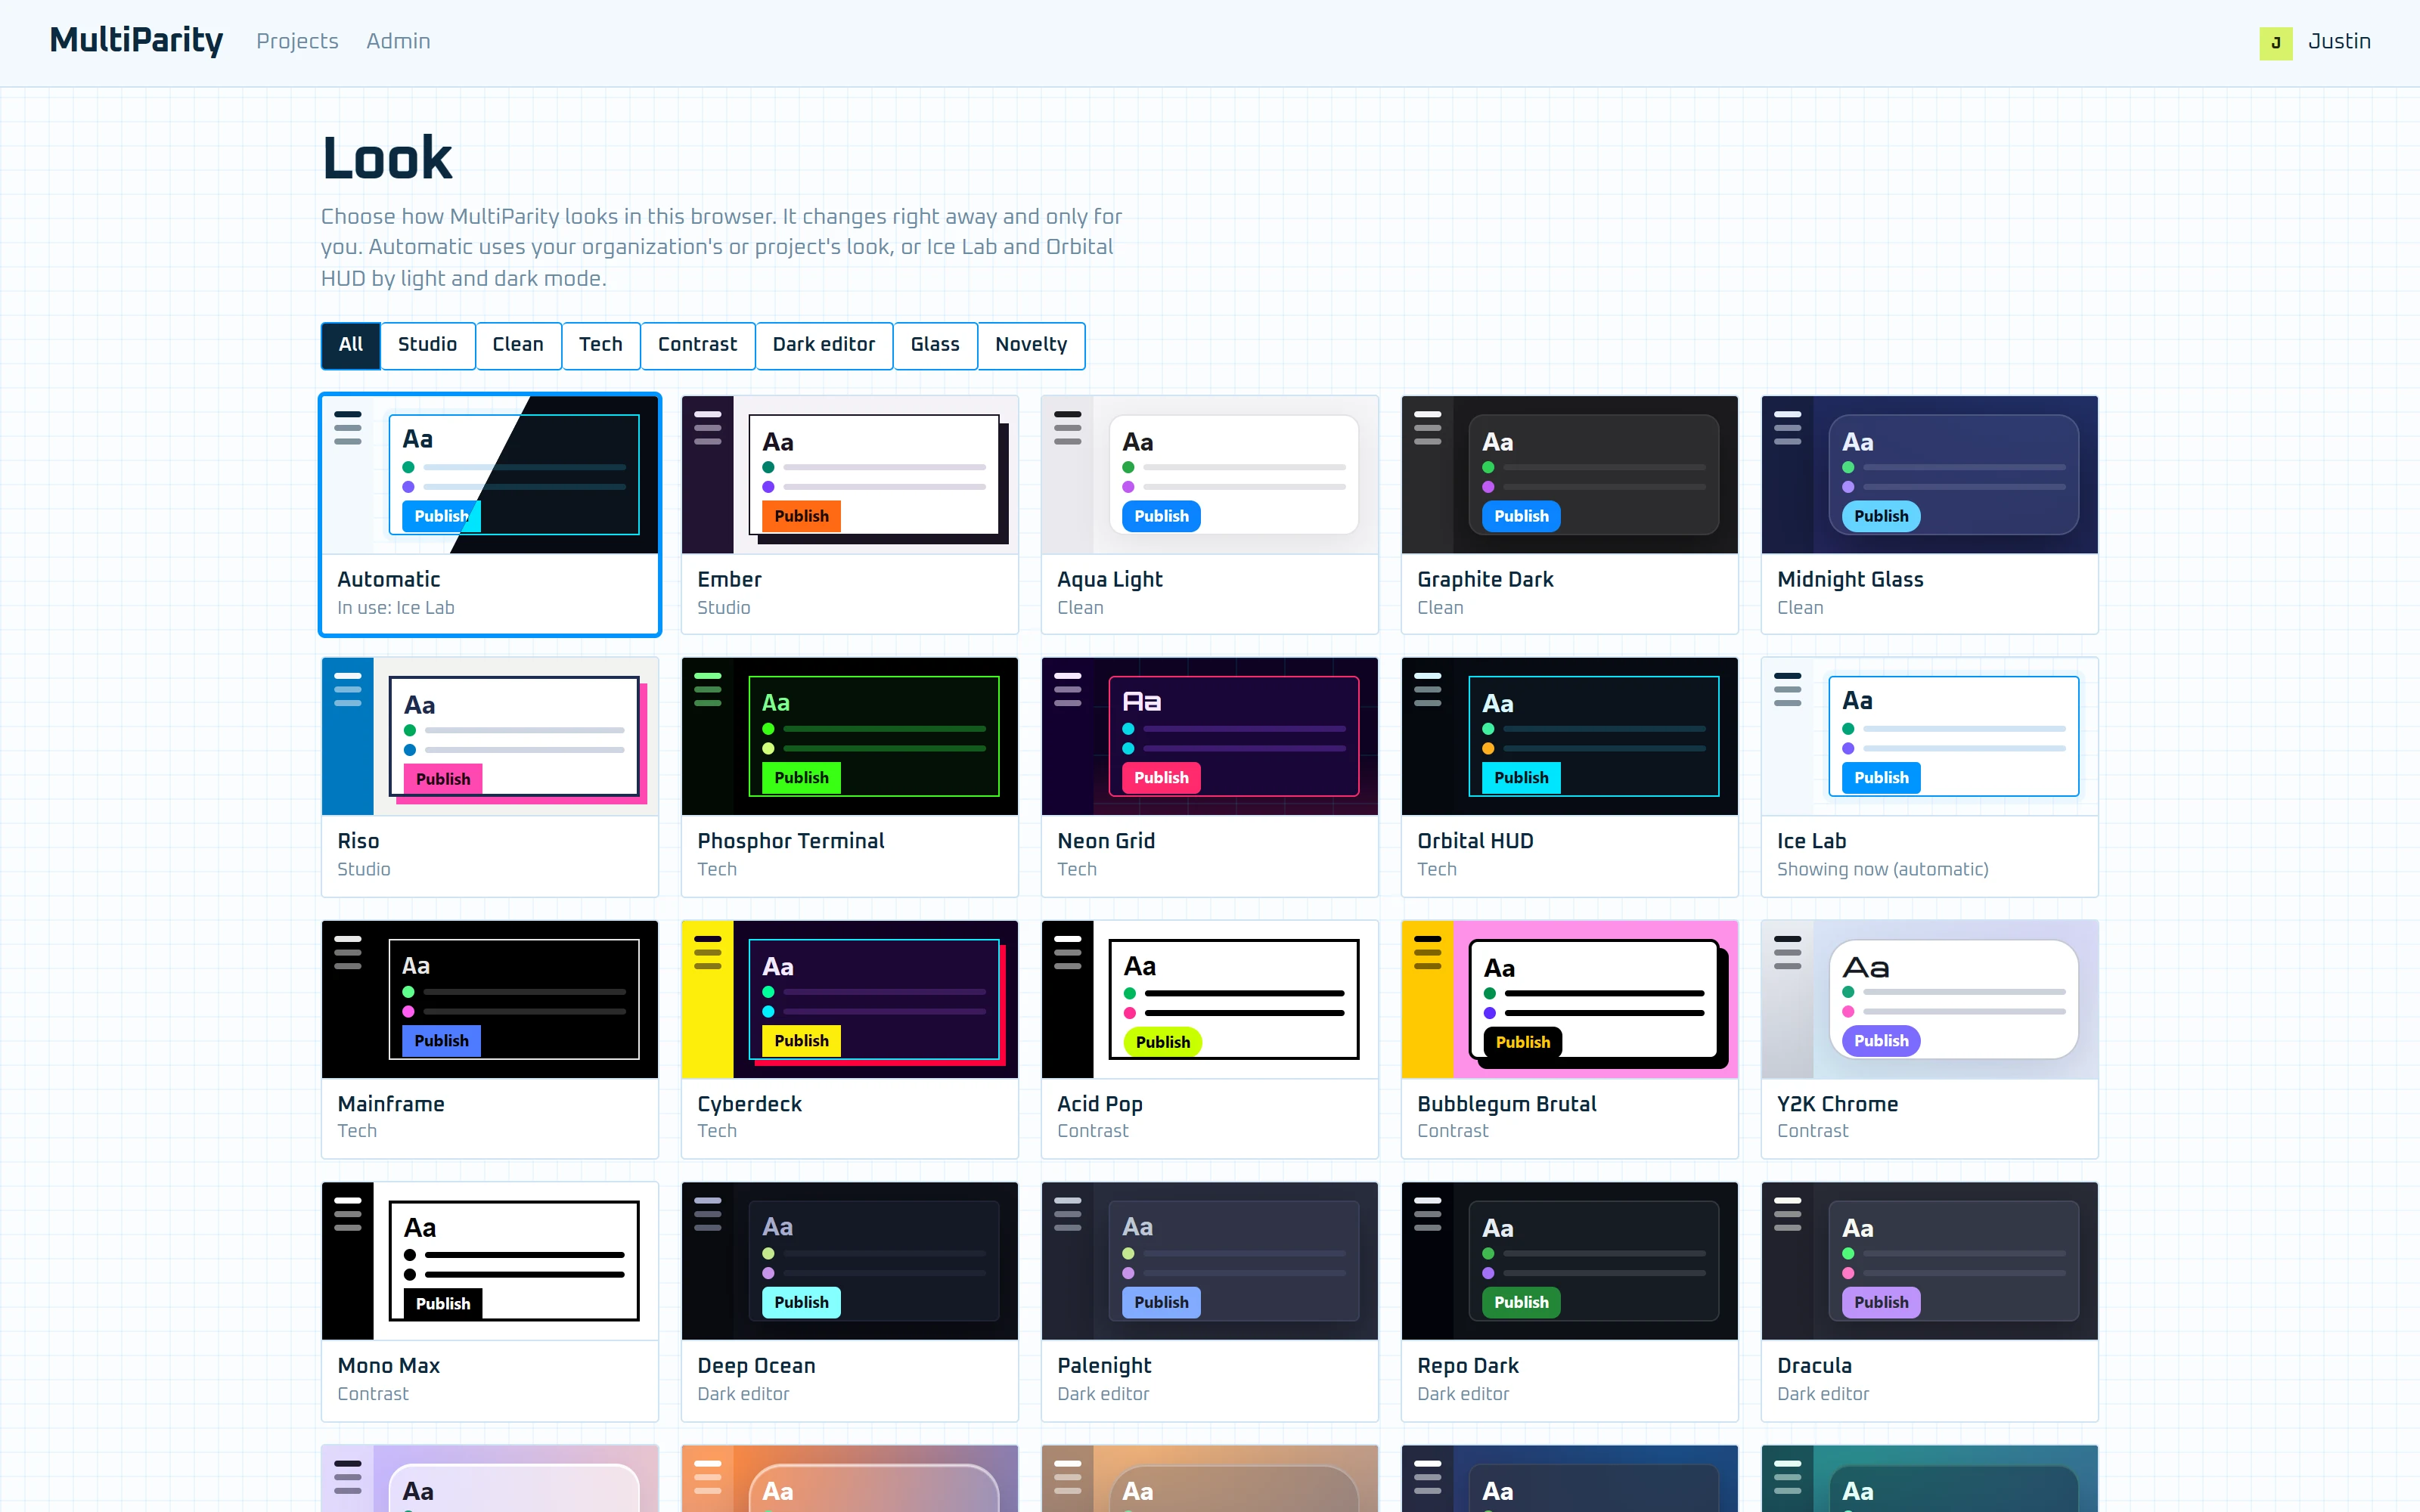 MultiParity Projects Admin J Justin
Look
Choose how MultiParity looks in this browser. It changes right away and only for
you. Automatic uses your organization's or project's look, or Ice Lab and Orbital
HUD by light and dark mode.
All Studio Clean Tech Contrast Dark editor Glass Novelty
Aa Aa Aa Aa Aa
Publish Publish Publish Publish Publish
Automatic Ember Aqua Light Graphite Dark Midnight Glass
In use: Ice Lab Studio Clean Clean Clean
Aa Aa Aa Aa Aa
Publish Publish Publish Publish Publish
Riso Phosphor Terminal Neon Grid Orbital HUD Ice Lab
Studio Tech Tech Tech Showing now (automatic)
Aa Aa Aa Aa Aa
Publish Publish Publish Publish Publish
Mainframe Cyberdeck Acid Pop Bubblegum Brutal Y2K Chrome
Tech Tech Contrast Contrast Contrast
Aa Aa Aa Aa Aa
Publish Publish Publish Publish Publish
Mono Max Deep Ocean Palenight Repo Dark Dracula
Contrast Dark editor Dark editor Dark editor Dark editor
Aa Aa Aa Aa Aa